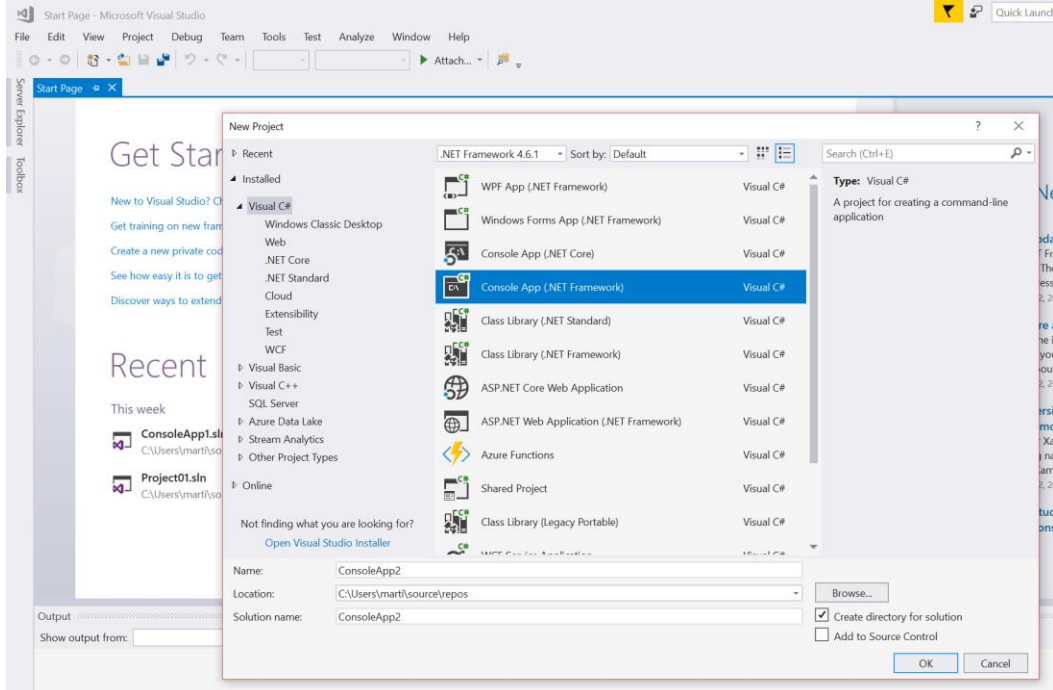 Start Page - Microsoft Visual Studio
Quick Launch
File Edit View Project Debug Team Tools Test Analyze Window Help
Attach...
Server Explorer
Toolbox
Start Page
Get Star
New to Visual Studio?
Get training on new fram
Create a new private cod
See how easy it is to get
Discover ways to extend
Recent
This week
ConsoleApp1.sln
C:\Users\marti\so
Project01.sln
C:\Users\marti\so
New Project
?
Recent
Installed
Visual C#
Windows Classic Desktop
Web
.NET Core
.NET Standard
Cloud
Extensibility
Test
WCF
Visual Basic
Visual C++
SQL Server
Azure Data Lake
Stream Analytics
Other Project Types
Online
Not finding what you are looking for?
Open Visual Studio Installer
.NET Framework 4.6.1 Sort by: Default
WPF App (.NET Framework) Visual C#
Windows Forms App (.NET Framework) Visual C#
Console App (.NET Core) Visual C#
Console App (.NET Framework) Visual C#
Class Library (.NET Standard) Visual C#
Class Library (.NET Framework) Visual C#
ASP.NET Core Web Application Visual C#
ASP.NET Web Application (.NET Framework) Visual C#
Azure Functions Visual C#
Shared Project Visual C#
Class Library (Legacy Portable) Visual C#
WCF Service Application Visual C#
Search (Ctrl+E)
Type: Visual C#
A project for creating a command-line
application
Name: ConsoleApp2
Location: C:\Users\marti\source\repos
Browse...
Solution name: ConsoleApp2
Create directory for solution
Add to Source Control
OK Cancel
Output
Show output from: